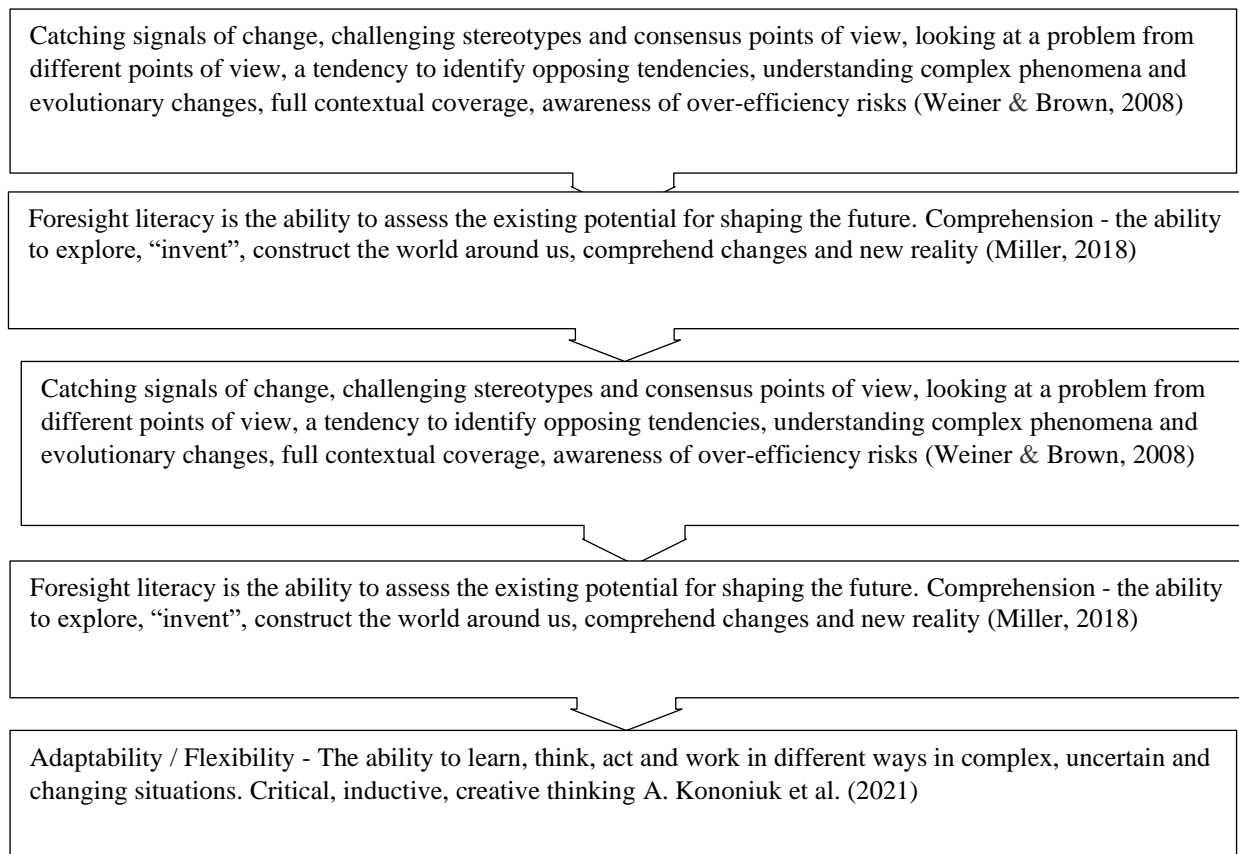 Catching signals of change, challenging stereotypes and consensus points of view, looking at a problem from
different points of view, a tendency to identify opposing tendencies, understanding complex phenomena and
evolutionary changes, full contextual coverage, awareness of over-efficiency risks (Weiner & Brown, 2008)
Foresight literacy is the ability to assess the existing potential for shaping the future. Comprehension - the ability
to explore, “invent”, construct the world around us, comprehend changes and new reality (Miller, 2018)
Catching signals of change, challenging stereotypes and consensus points of view, looking at a problem from
different points of view, a tendency to identify opposing tendencies, understanding complex phenomena and
evolutionary changes, full contextual coverage, awareness of over-efficiency risks (Weiner & Brown, 2008)
Foresight literacy is the ability to assess the existing potential for shaping the future. Comprehension - the ability
to explore, “invent”, construct the world around us, comprehend changes and new reality (Miller, 2018)
Adaptability / Flexibility - The ability to learn, think, act and work in different ways in complex, uncertain and
changing situations. Critical, inductive, creative thinking A. Kononiuk et al. (2021)